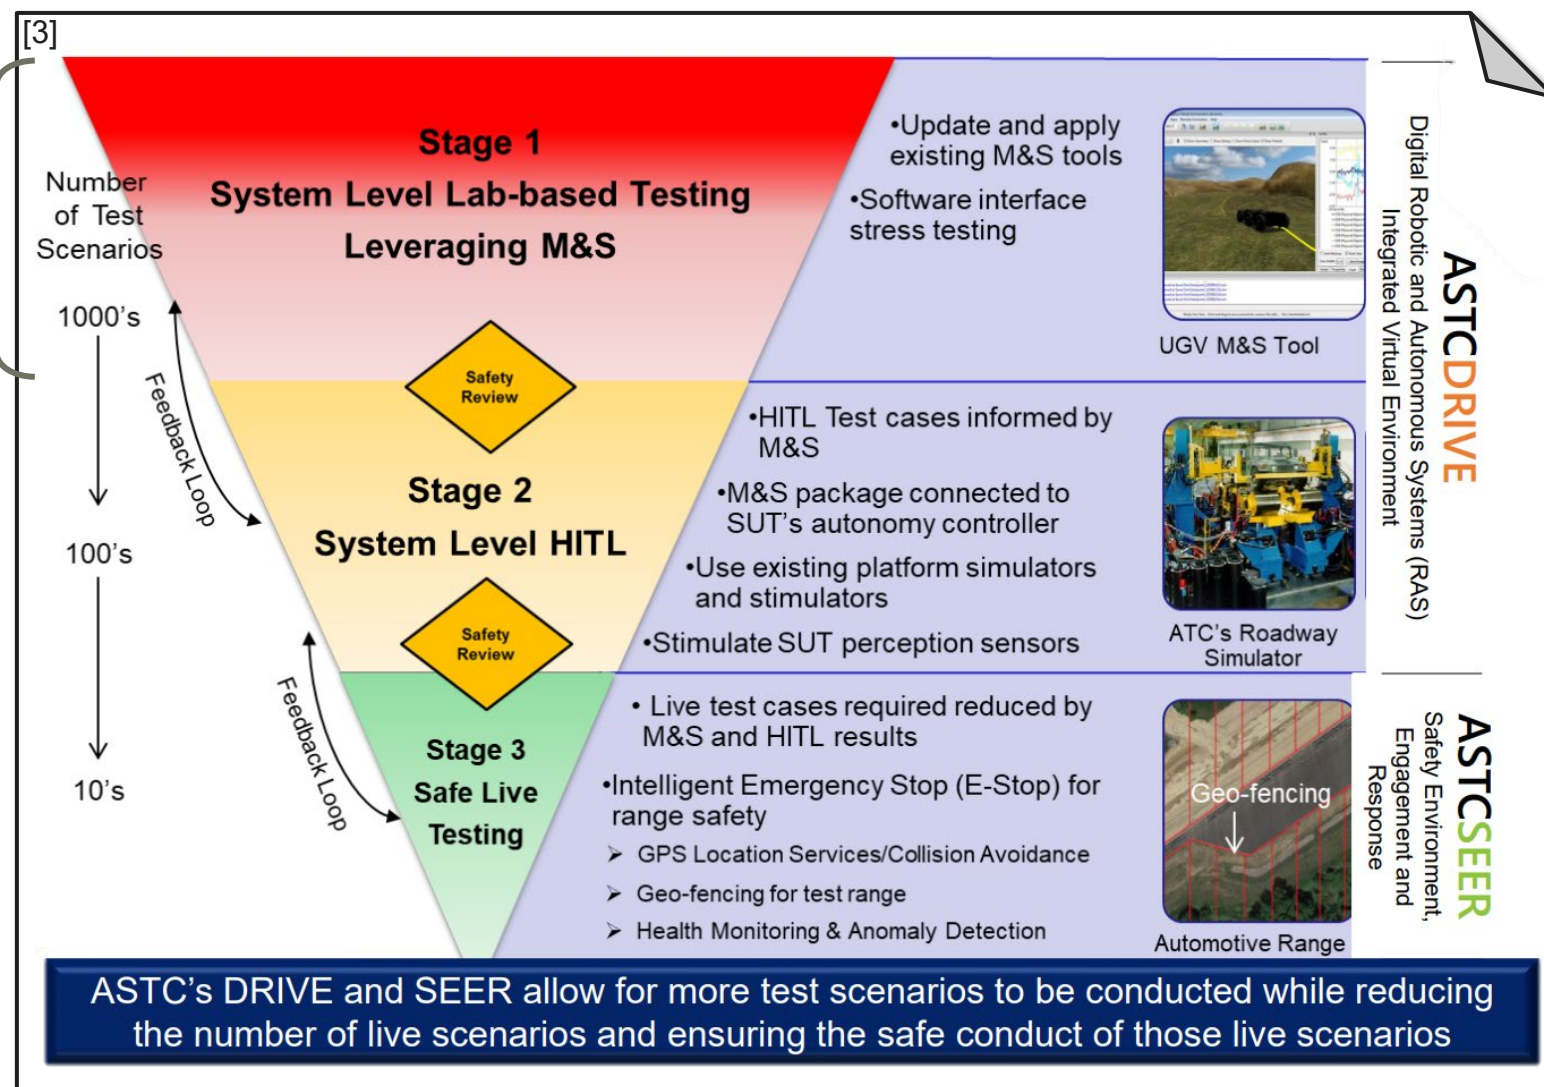 [3]
Number
of Test
Scenarios
1000's
100's
10's
Feedback Loop
Feedback Loop
Stage 1
System Level Lab-based Testing
Leveraging M&S
Safety
Review
Stage 2
System Level HITL
Safety
Review
Stage 3
Safe Live
Testing
•Update and apply
existing M&S tools
•Software interface
stress testing
UGV M&S Tool
•HITL Test cases informed by
M&S
•M&S package connected to
SUT's autonomy controller
•Use existing platform simulators
and stimulators
•Stimulate SUT perception sensors
ATC's Roadway
Simulator
• Live test cases required reduced by
M&S and HITL results
•Intelligent Emergency Stop (E-Stop) for
range safety
➢ GPS Location Services/Collision Avoidance
➢ Geo-fencing for test range
➢ Health Monitoring & Anomaly Detection
Geo-fencing
Automotive Range
ASTCDRIVE
Digital Robotic and Autonomous Systems (RAS)
Integrated Virtual Environment
ASTCSEER
Safety Environment,
Engagement and
Response
ASTC's DRIVE and SEER allow for more test scenarios to be conducted while reducing
the number of live scenarios and ensuring the safe conduct of those live scenarios